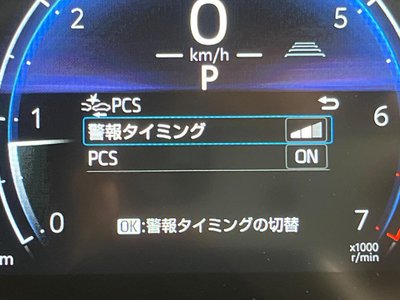 0
2
5
km/h
P
PCS
1
警報タイミング
6
PCS
ON
0
OK:警報タイミングの切替
7
m
x1000
r/min